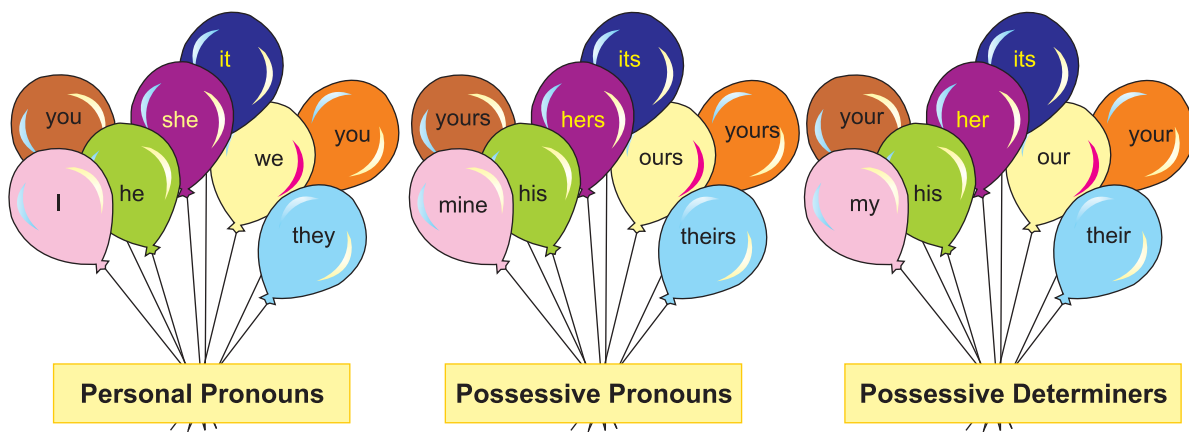 it
you
she
you
we
he
I
they
Personal Pronouns
its
yours
hers
yours
ours
his
mine
theirs
Possessive Pronouns
its
your
her
your
our
his
my
their
Possessive Determiners